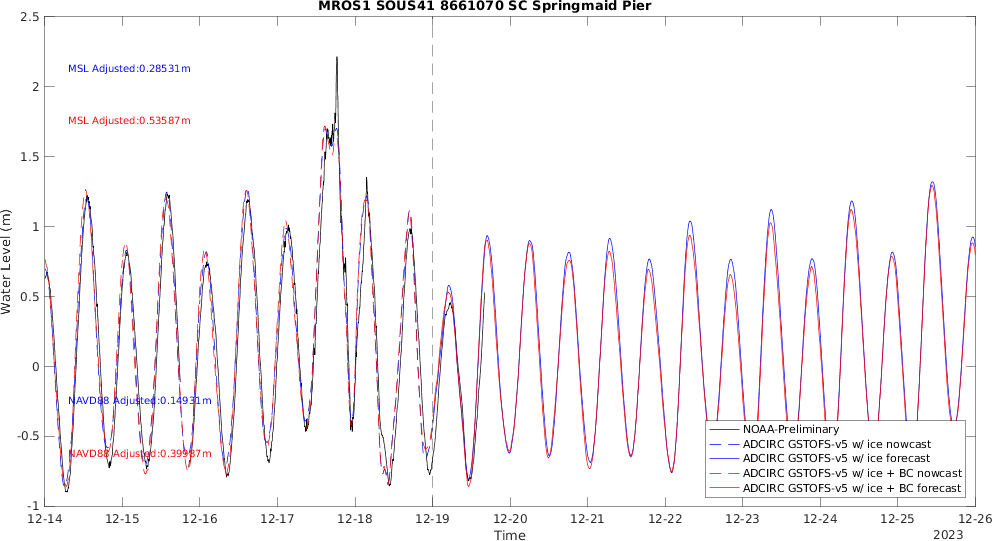 MROS1 SOUS41 8661070 SC Springmaid Pier
2.5
2
1.5
1
0.5
0
-0.5
-1
Water Level (m)
MSL Adjusted:0.28531m
MSL Adjusted:0.53587m
NAVD88 Adjusted:0.14931m
NAVD88 Adjusted:0.39987m
NOAA-Preliminary
ADCIRC GSTOFS-v5 w/ ice nowcast
ADCIRC GSTOFS-v5 w/ ice forecast
ADCIRC GSTOFS-v5 w/ ice + BC nowcast
ADCIRC GSTOFS-v5 w/ ice + BC forecast
12-14 12-15 12-16 12-17 12-18 12-19 12-20 12-21 12-22 12-23 12-24 12-25 12-26
Time
2023